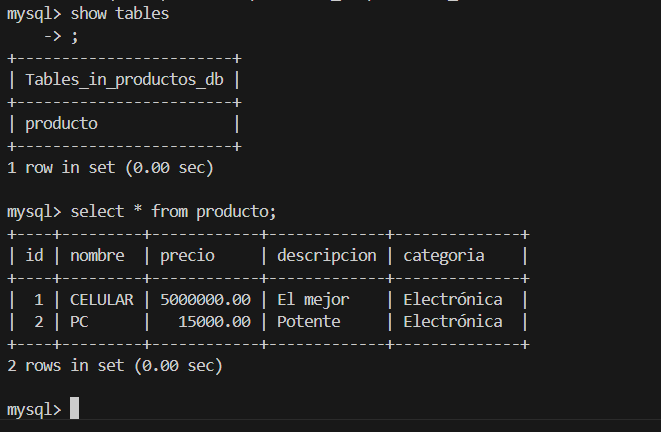 mysql> show tables
    -> ;
+------------------------+
| Tables_in_productos_db |
+------------------------+
| producto               |
+------------------------+
1 row in set (0.00 sec)

mysql> select * from producto;
+----+---------+------------+-------------+--------------+
| id | nombre  | precio     | descripcion | categoria    |
+----+---------+------------+-------------+--------------+
|  1 | CELULAR | 5000000.00 | El mejor    | Electrónica  |
|  2 | PC      |   15000.00 | Potente     | Electrónica  |
+----+---------+------------+-------------+--------------+
2 rows in set (0.00 sec)

mysql>